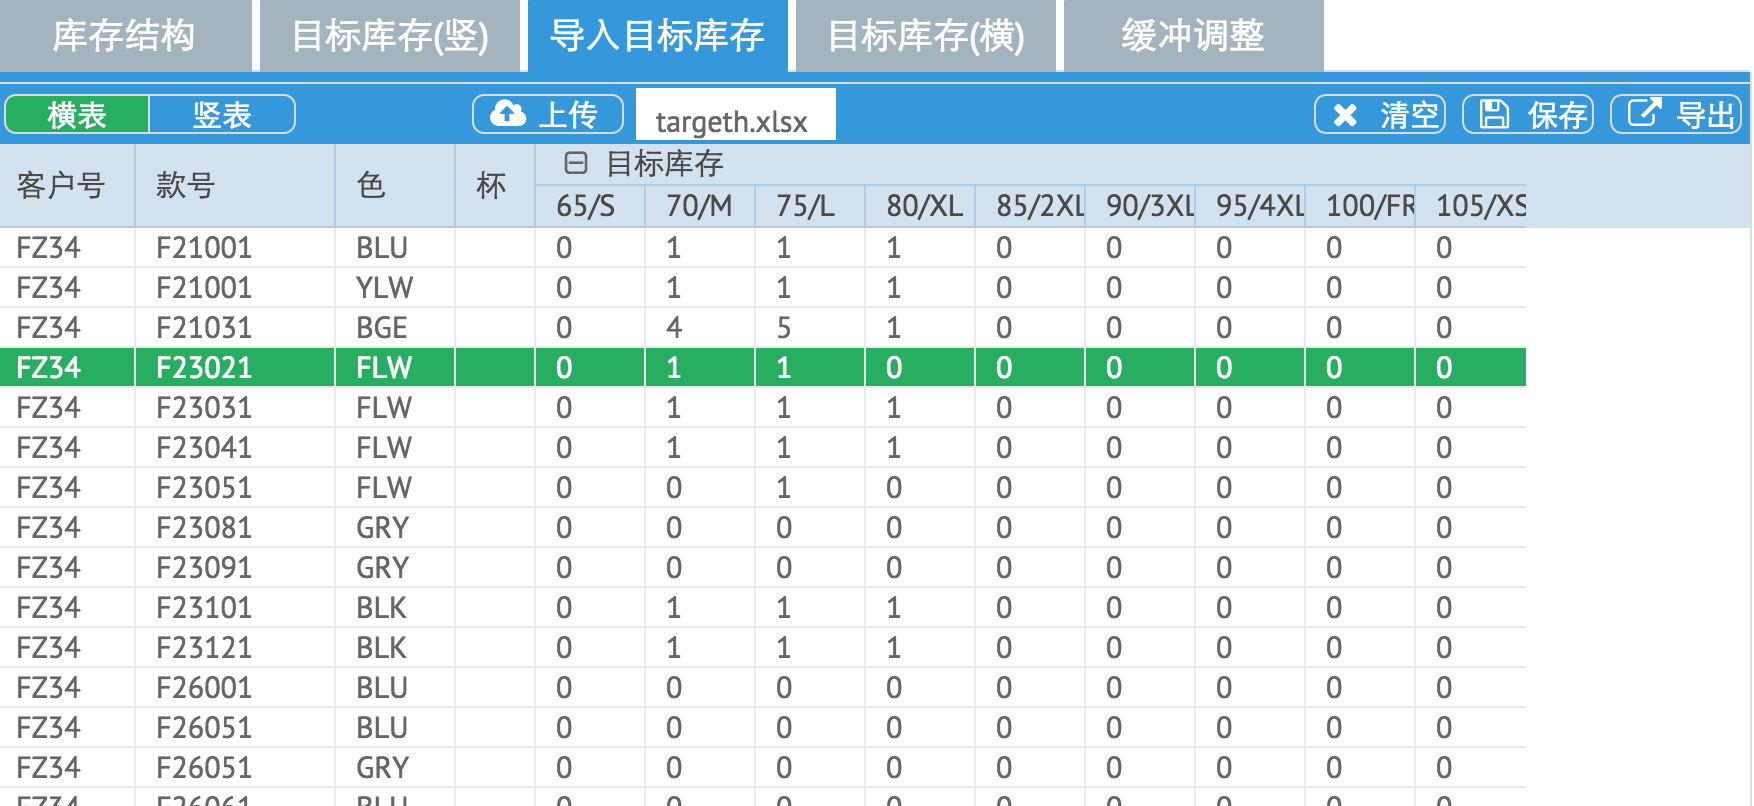 库存结构 目标库存(竖) 导入目标库存 目标库存(横) 缓冲调整
横表 竖表 上传 targeth.xlsx 清空 保存 导出
客户号 款号 色 杯 目标库存
65/S 70/M 75/L 80/XL 85/2XL 90/3XL 95/4XL 100/FR 105/XS
FZ34 F21001 BLU 0 1 1 1 0 0 0 0 0
FZ34 F21001 YLW 0 1 1 1 0 0 0 0 0
FZ34 F21031 BGE 0 4 5 1 0 0 0 0 0
FZ34 F23021 FLW 0 1 1 0 0 0 0 0 0
FZ34 F23031 FLW 0 1 1 1 0 0 0 0 0
FZ34 F23041 FLW 0 1 1 1 0 0 0 0 0
FZ34 F23051 FLW 0 0 1 0 0 0 0 0 0
FZ34 F23081 GRY 0 0 0 0 0 0 0 0 0
FZ34 F23091 GRY 0 0 0 0 0 0 0 0 0
FZ34 F23101 BLK 0 1 1 1 0 0 0 0 0
FZ34 F23121 BLK 0 1 1 1 0 0 0 0 0
FZ34 F26001 BLU 0 0 0 0 0 0 0 0 0
FZ34 F26051 BLU 0 0 0 0 0 0 0 0 0
FZ34 F26051 GRY 0 0 0 0 0 0 0 0 0
FZ34 F26061 BLU 0 0 0 0 0 0 0 0 0